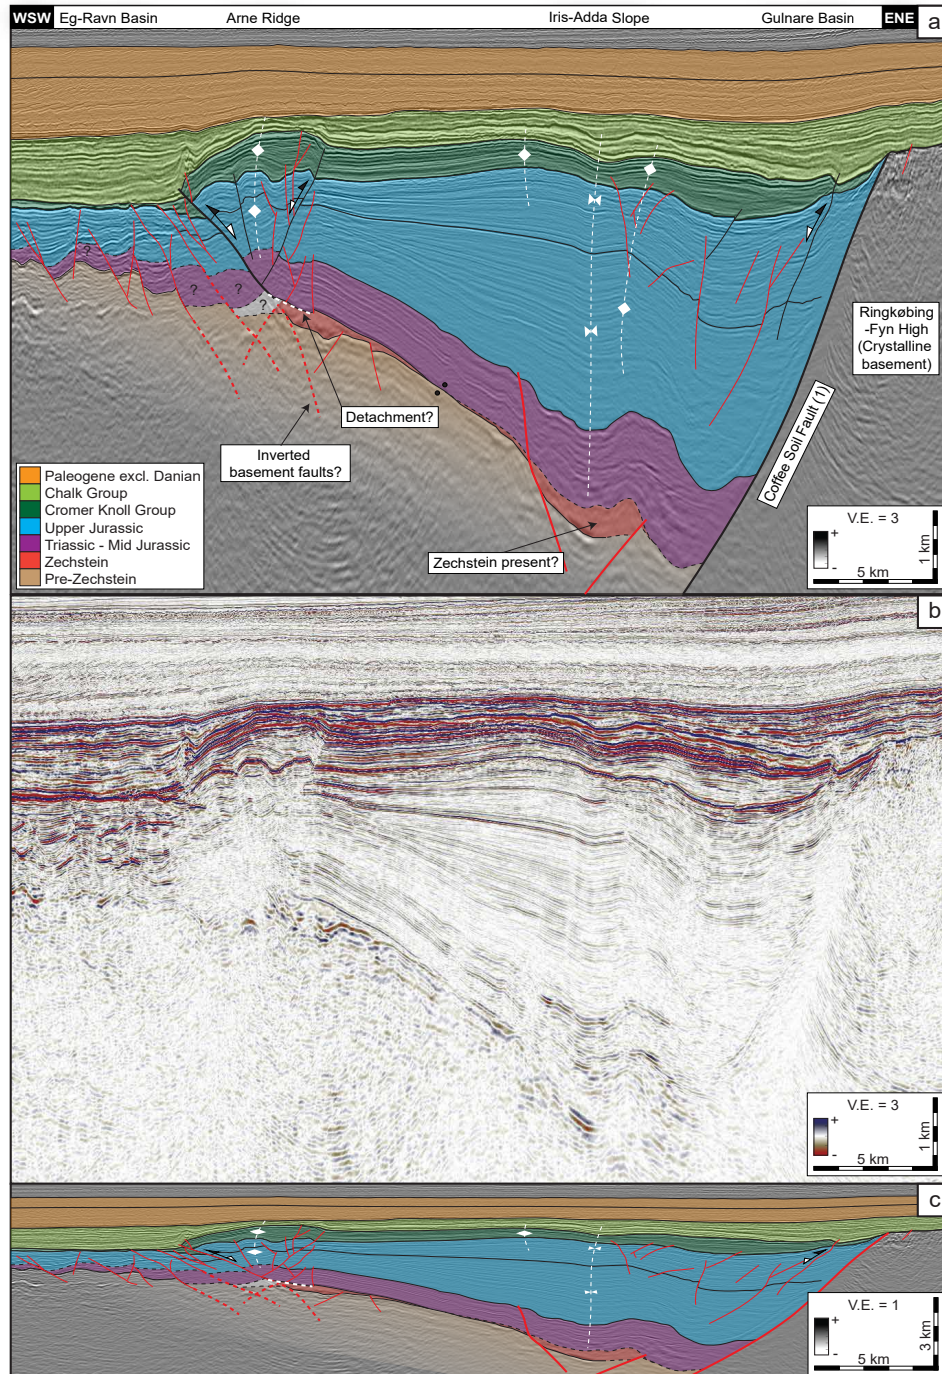 WSW Eg-Ravn Basin Arne Ridge Iris-Adda Slope Gulnare Basin ENE a
?
? ?
?
Ringkøbing
-Fyn High
(Crystalline
basement)
Detachment?
Inverted
basement faults?
Coffee Soil Fault (1)
Paleogene excl. Danian
Chalk Group
Cromer Knoll Group
Upper Jurassic
Triassic - Mid Jurassic
Zechstein
Pre-Zechstein
Zechstein present?
V.E. = 3
+
-
5 km
1 km
b
V.E. = 3
+
-
5 km
1 km
c
V.E. = 1
+
-
5 km
3 km